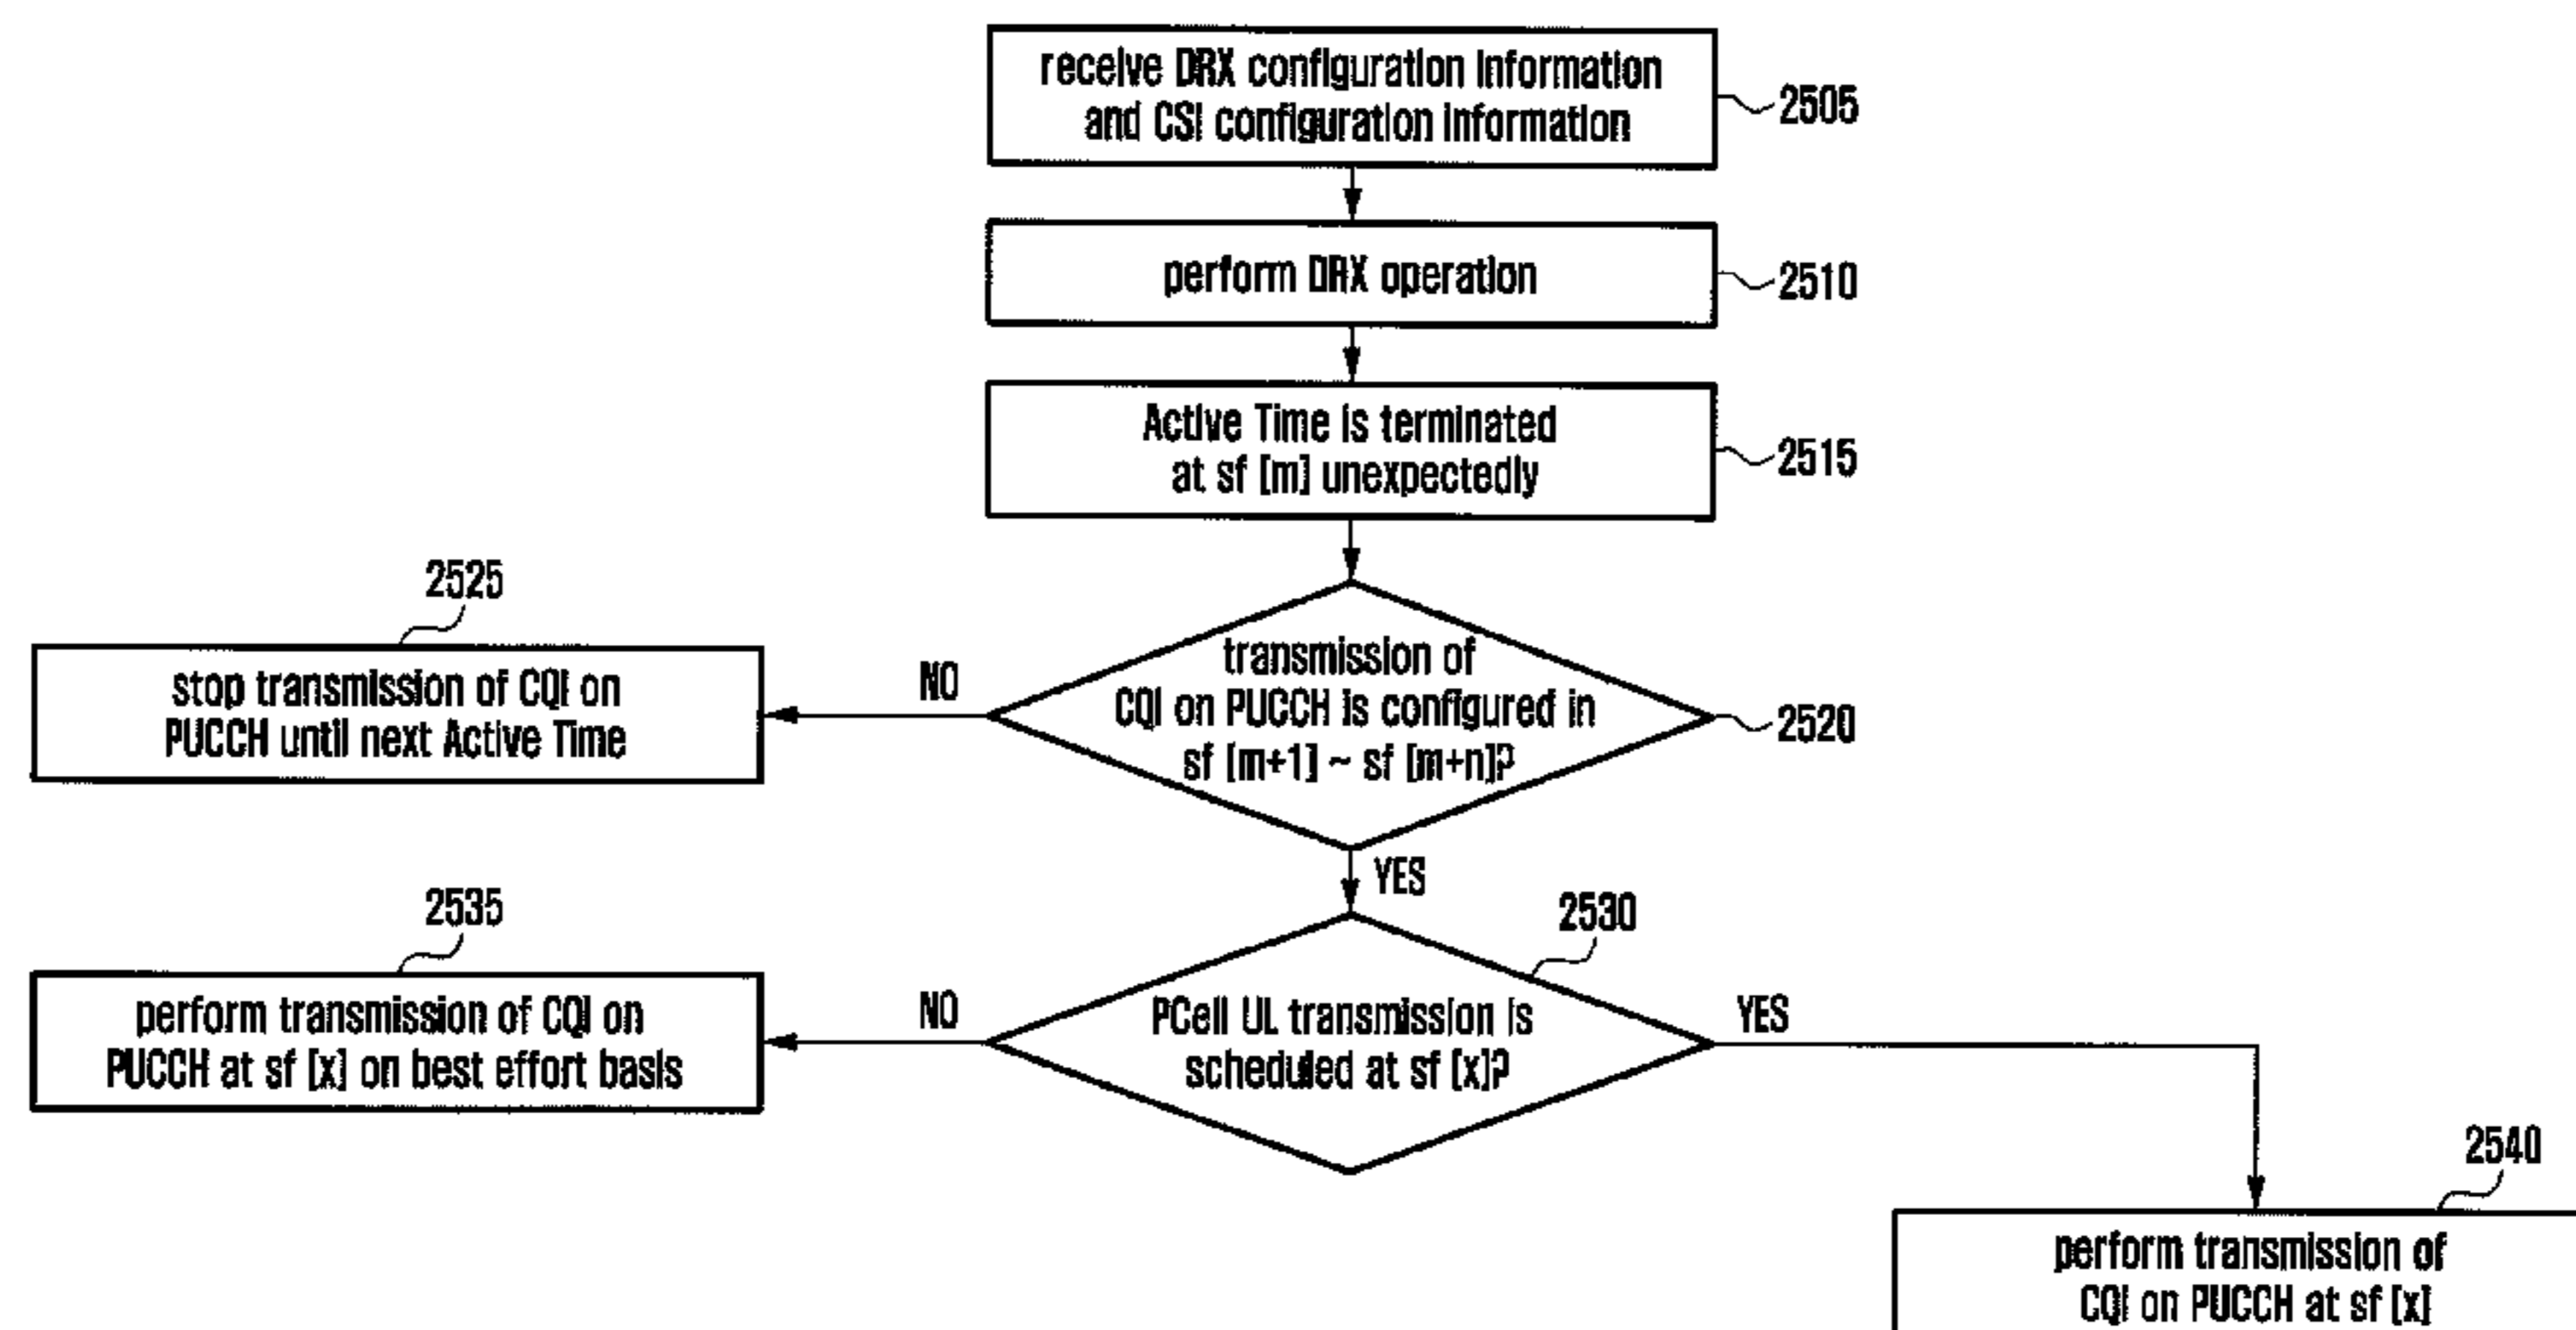 receive DRX configuration information
and CSI configuration information
2505
perform DRX operation
2510
Active Time is terminated
at sf [m] unexpectedly
2515
2525
stop transmission of CQI on
PUCCH until next Active Time
NO
transmission of
CQI on PUCCH is configured in
sf [m+1] ~ sf [m+n]?
2520
YES
2535
perform transmission of CQI on
PUCCH at sf [x] on best effort basis
NO
2530
PCell UL transmission is
scheduled at sf [x]?
YES
2540
perform transmission of
CQI on PUCCH at sf [x]